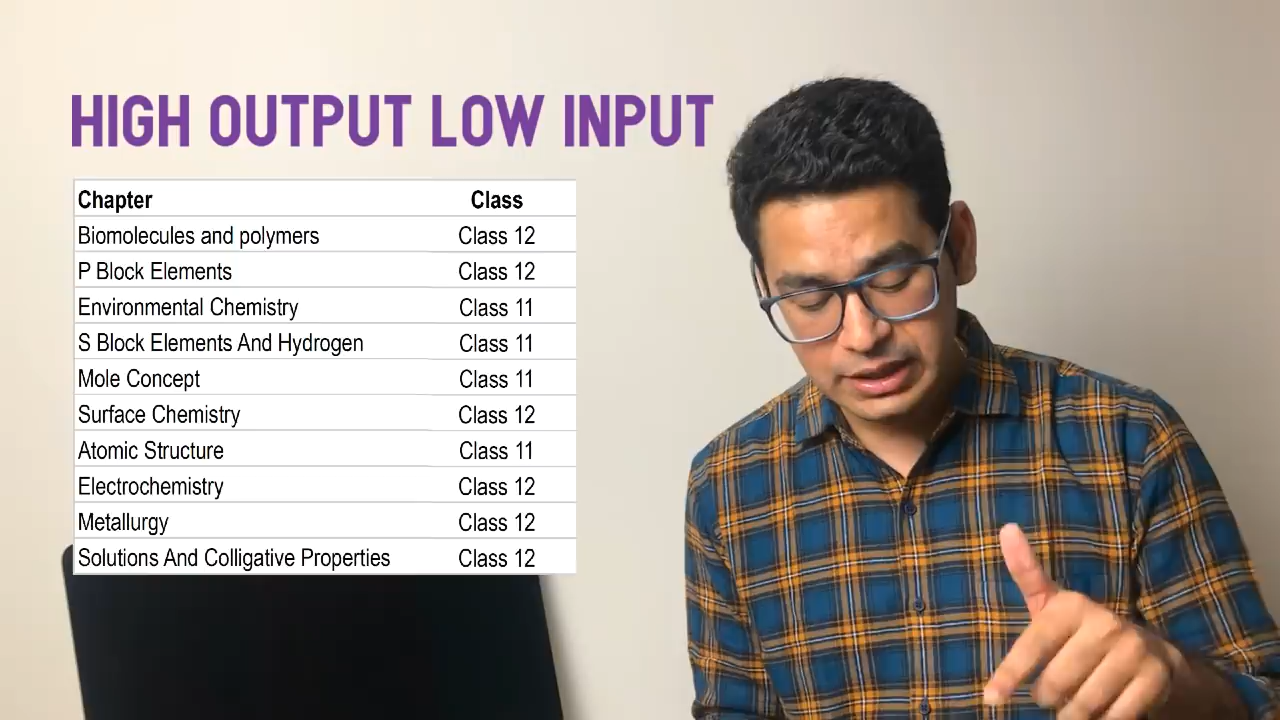 HIGH OUTPUT LOW INPUT
Chapter Class
Biomolecules and polymers Class 12
P Block Elements Class 12
Environmental Chemistry Class 11
S Block Elements And Hydrogen Class 11
Mole Concept Class 11
Surface Chemistry Class 12
Atomic Structure Class 11
Electrochemistry Class 12
Metallurgy Class 12
Solutions And Colligative Properties Class 12